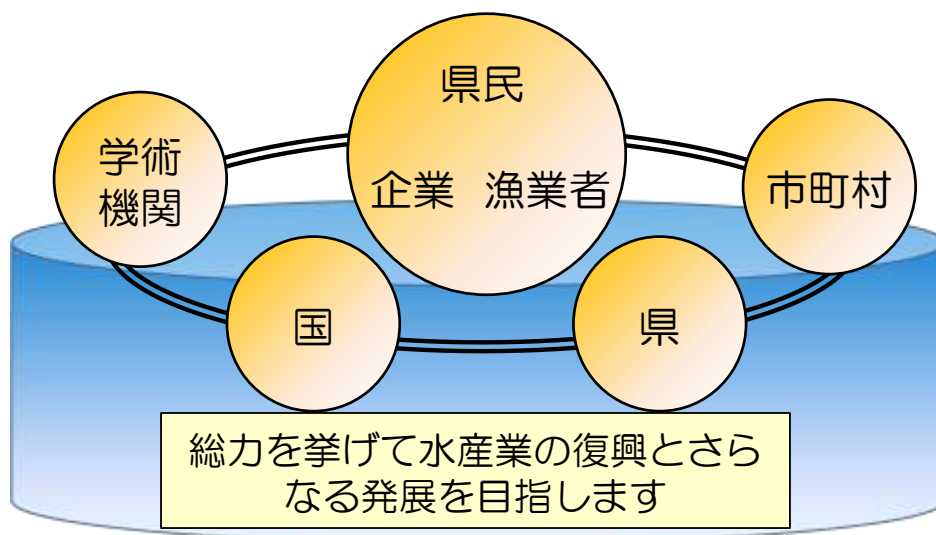 県民
企業 漁業者
学術
機関
市町村
国
県
総力を挙げて水産業の復興とさら
なる発展を目指します